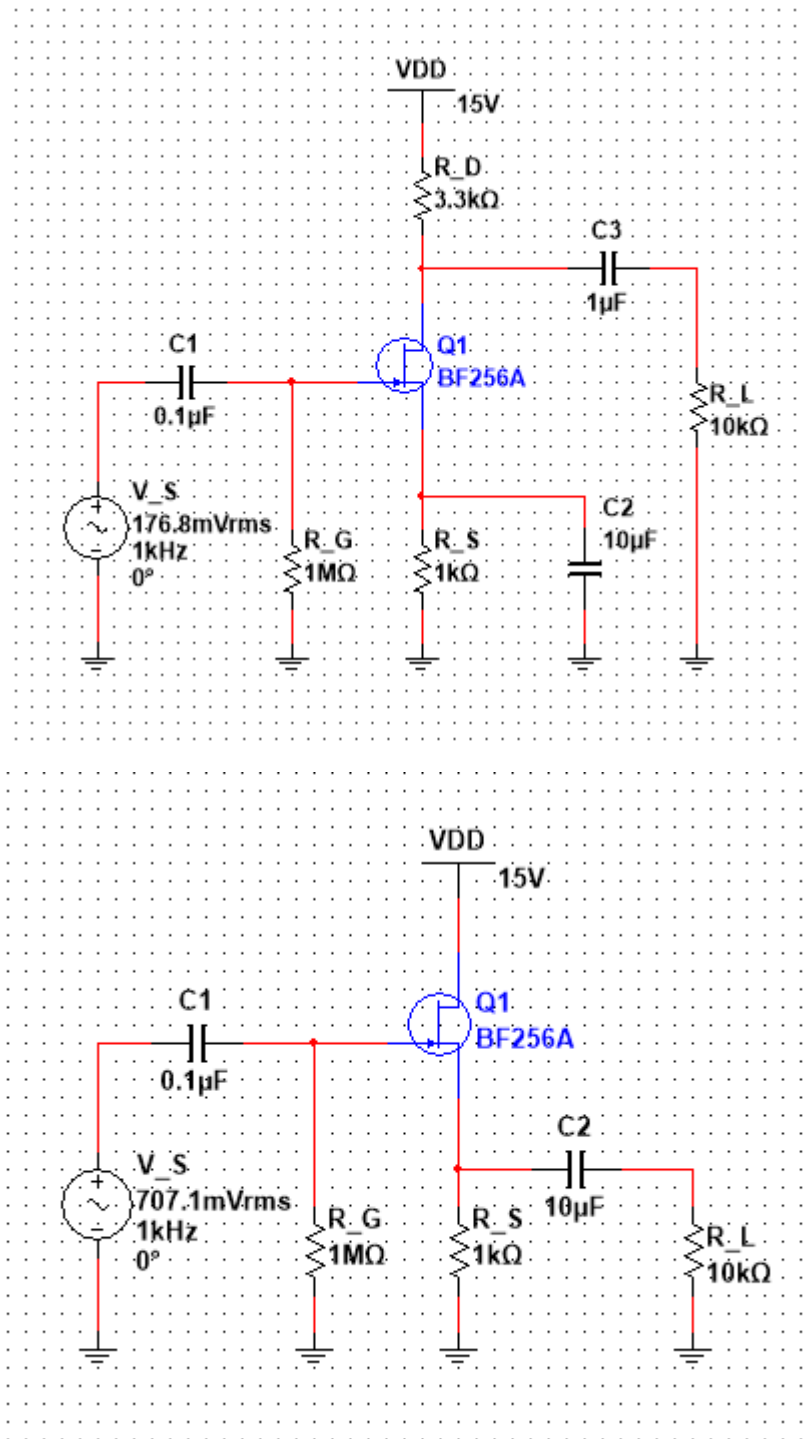 VDD
15V
R_D
3.3kΩ
C3
1µF
Q1
BF256A
C1
0.1µF
R_L
10kΩ
V_S
176.8mVrms
1kHz
0°
R_G
1MΩ
R_S
1kΩ
C2
10µF
VDD
15V
Q1
BF256A
C1
0.1µF
C2
10µF
V_S
707.1mVrms
1kHz
0°
R_G
1MΩ
R_S
1kΩ
R_L
10kΩ